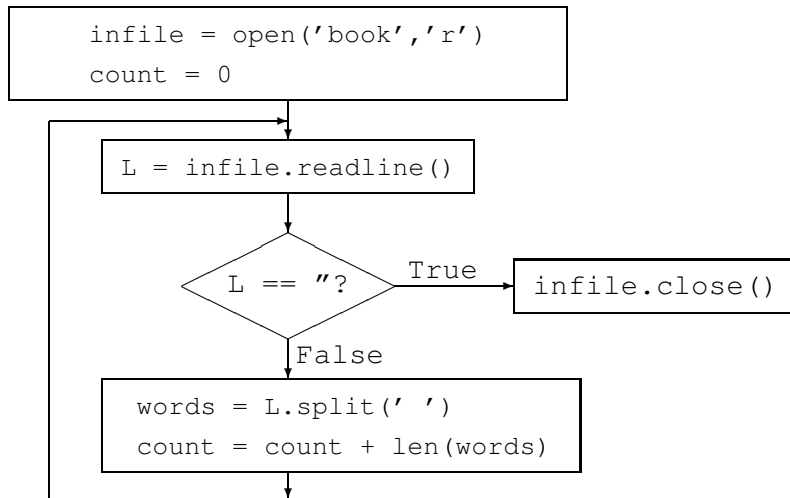 infile = open('book','r')
count = 0
L = infile.readline()
L == ''?
True
infile.close()
False
words = L.split(' ')
count = count + len(words)